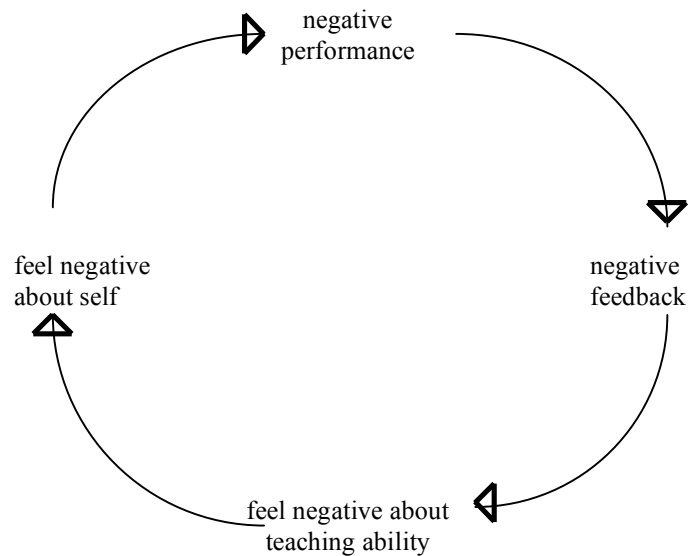 negative
performance
feel negative
about self
negative
feedback
feel negative about
teaching ability